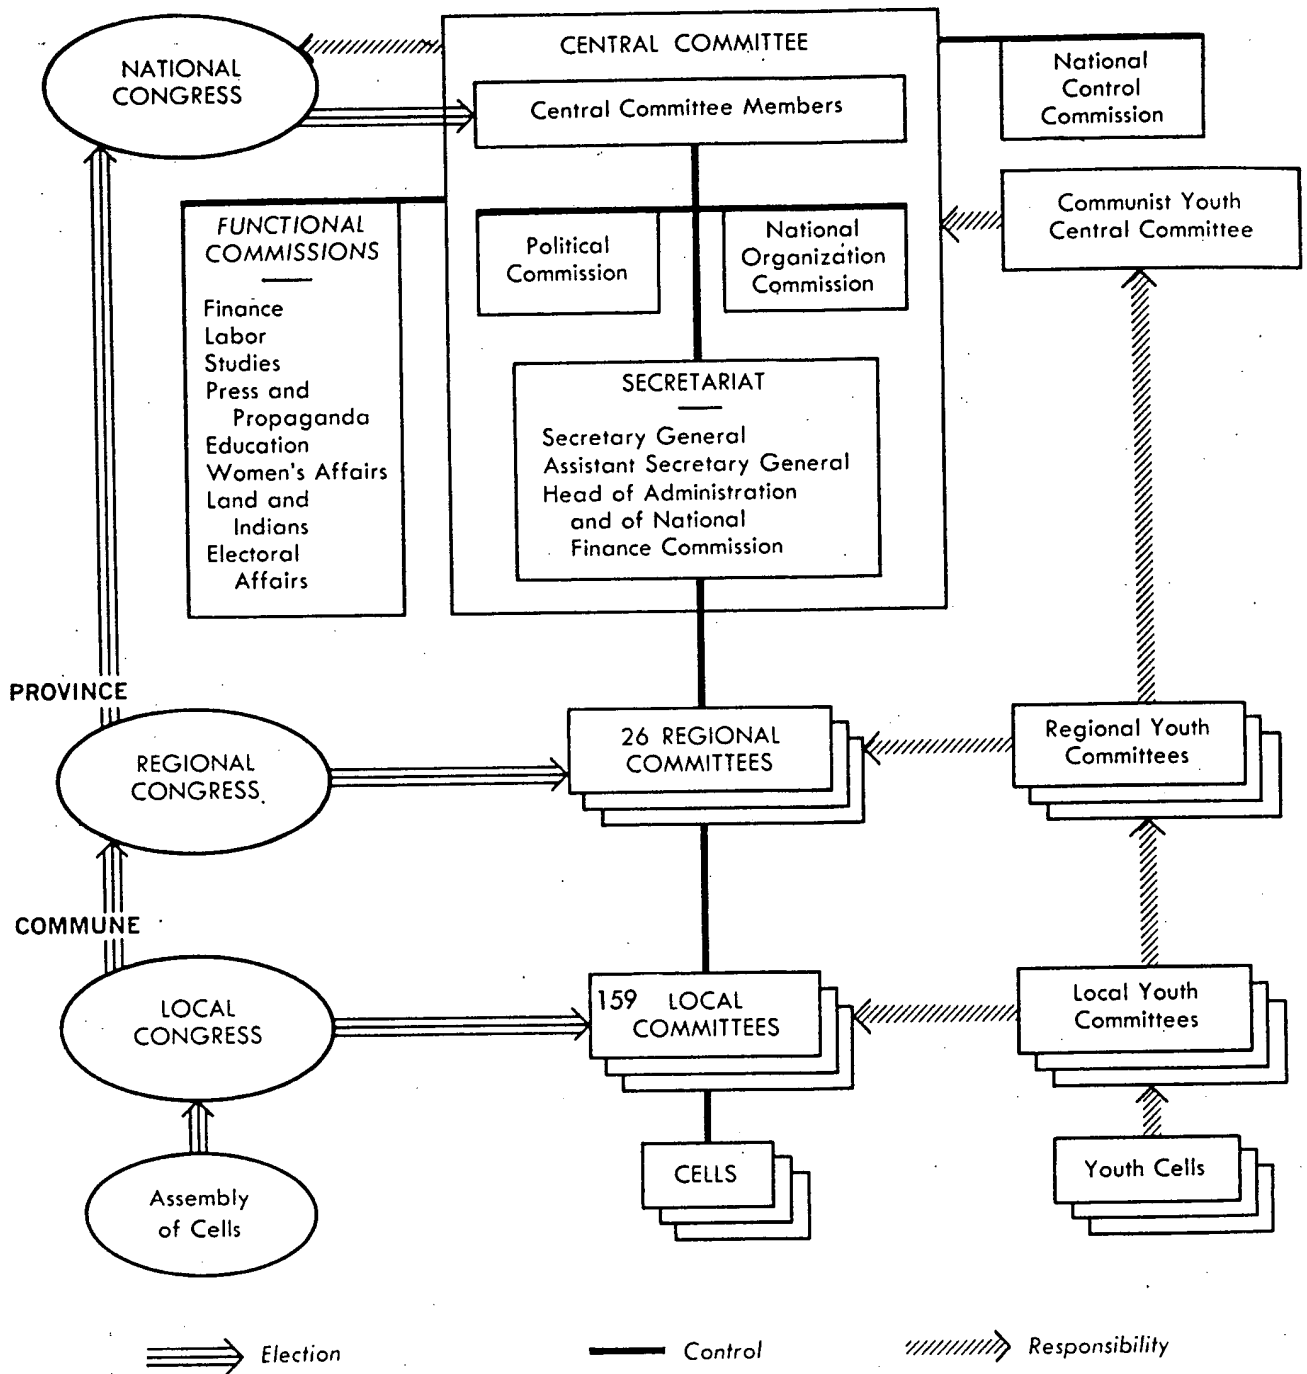 NATIONAL
CONGRESS
CENTRAL COMMITTEE
Central Committee Members
National
Control
Commission
Communist Youth
Central Committee
FUNCTIONAL
COMMISSIONS
Finance
Labor
Studies
Press and
Propaganda
Education
Women's Affairs
Land and
Indians
Electoral
Affairs
Political
Commission
National
Organization
Commission
SECRETARIAT
Secretary General
Assistant Secretary General
Head of Administration
and of National
Finance Commission
PROVINCE
REGIONAL
CONGRESS
26 REGIONAL
COMMITTEES
Regional Youth
Committees
COMMUNE
LOCAL
CONGRESS
159 LOCAL
COMMITTEES
Local Youth
Committees
Assembly
of Cells
CELLS
Youth Cells
Election
Control
Responsibility